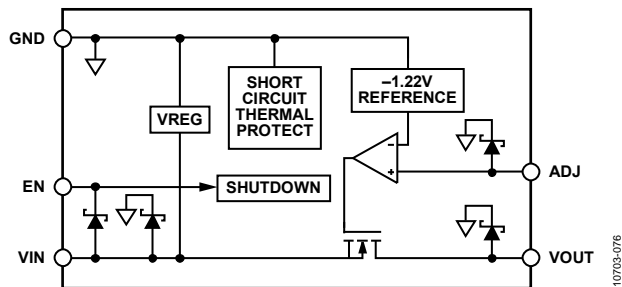 GND
SHORT
CIRCUIT
THERMAL
PROTECT
–1.22V
REFERENCE
VREG
–
+
ADJ
EN
SHUTDOWN
VIN
VOUT
10703-076